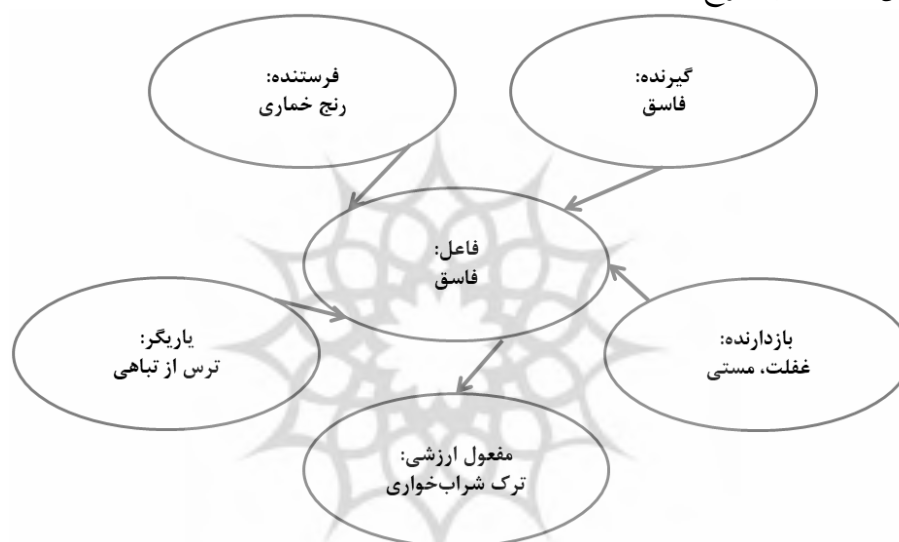 گیرنده:
فاسق
فرستنده:
رنج خماری
فاعل:
فاسق
بازدارنده:
غفلت، مستی
یاریگر:
ترس از تباهی
مفعول ارزشی:
ترک شراب‌خواری